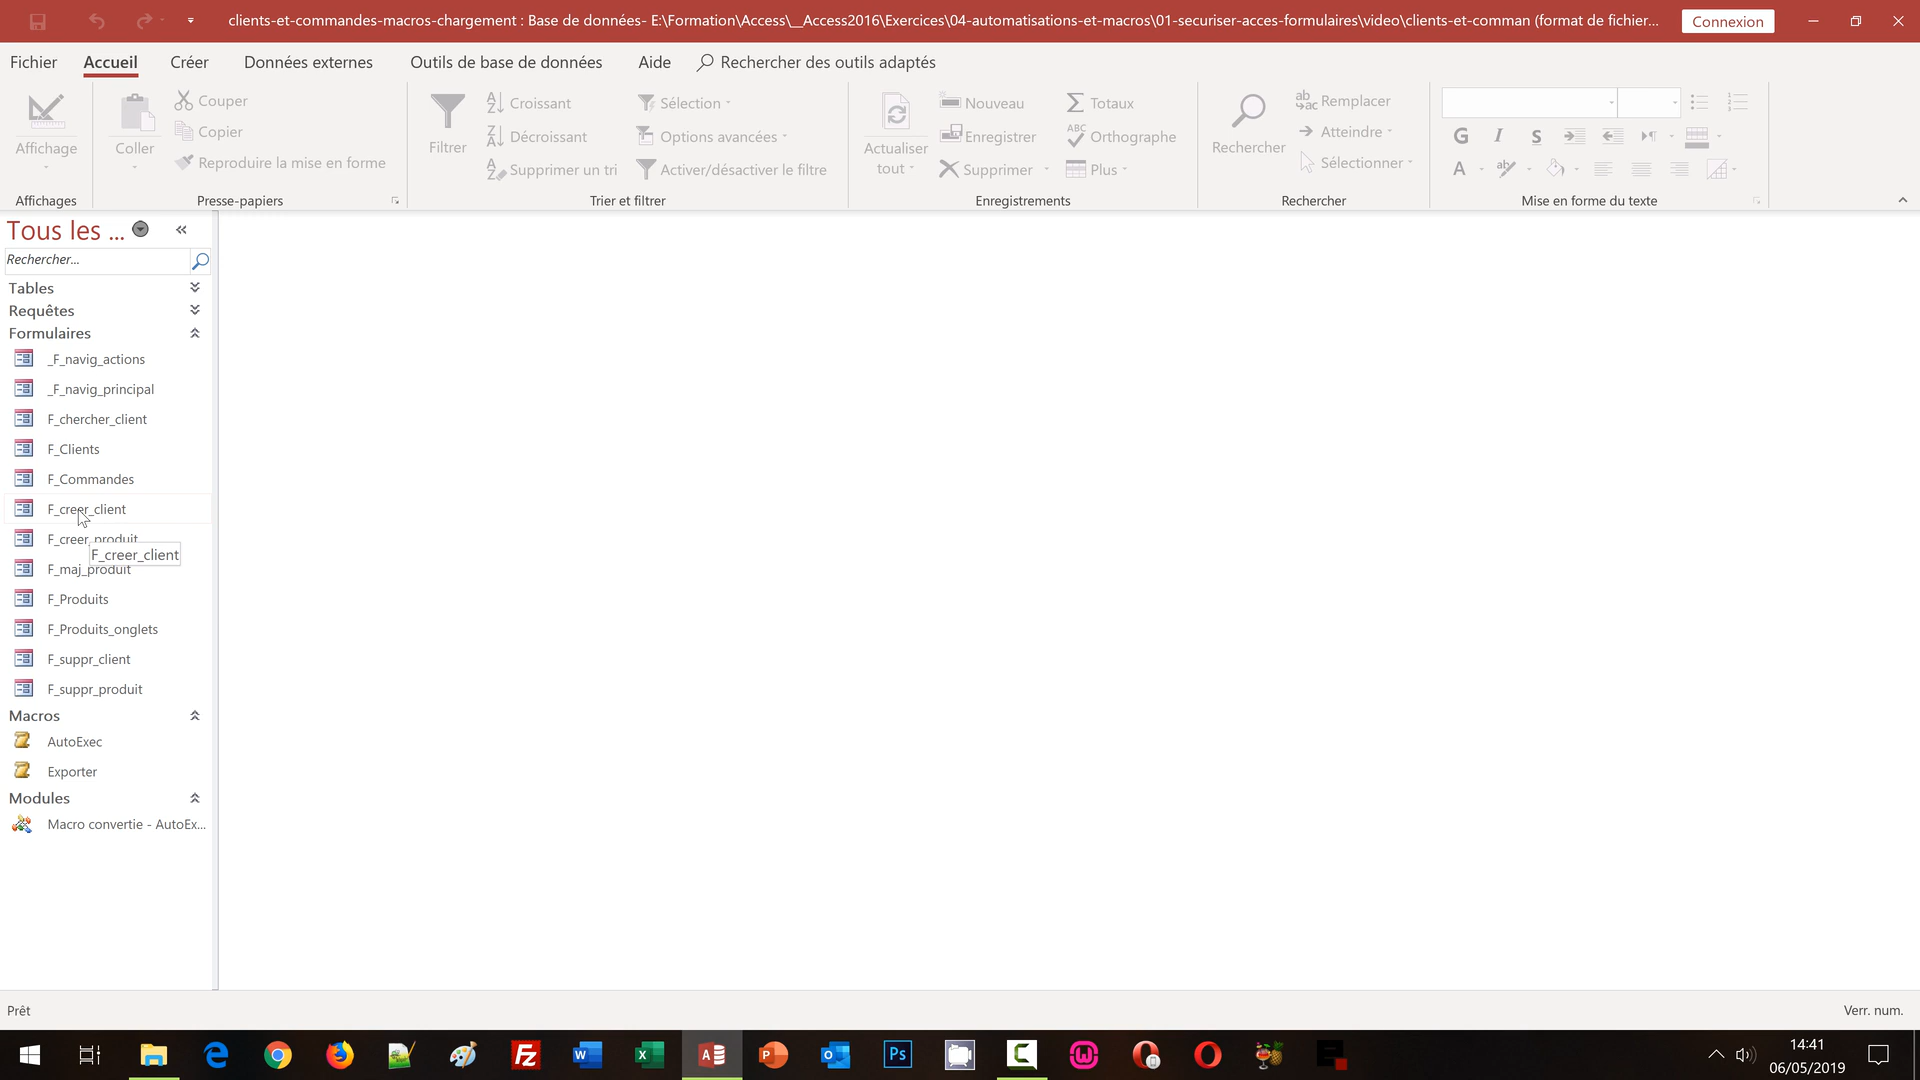 clients-et-commandes-macros-chargement : Base de données- E:\Formation\Access\__Access2016\Exercices\04-automatisations-et-macros\01-securiser-acces-formulaires\video\clients-et-comman (format de fichier...
Connexion
Fichier
Accueil
Créer
Données externes
Outils de base de données
Aide
Rechercher des outils adaptés
Affichage
Affichages
Coller
Couper
Copier
Reproduire la mise en forme
Presse-papiers
Filtrer
Croissant
Décroissant
Supprimer un tri
Sélection
Options avancées
Activer/désactiver le filtre
Trier et filtrer
Actualiser
tout
Nouveau
Enregistrer
Supprimer
Totaux
Orthographe
Plus
Enregistrements
Rechercher
Remplacer
Atteindre
Sélectionner
Rechercher
G I S
A
Mise en forme du texte
Tous les ...
Rechercher...
Tables
Requêtes
Formulaires
_F_navig_actions
_F_navig_principal
F_chercher_client
F_Clients
F_Commandes
F_creer_client
F_creer_produit
F_creer_client
F_maj_produit
F_Produits
F_Produits_onglets
F_suppr_client
F_suppr_produit
Macros
AutoExec
Exporter
Modules
Macro convertie - AutoEx...
Prêt
Verr. num.
14:41
06/05/2019